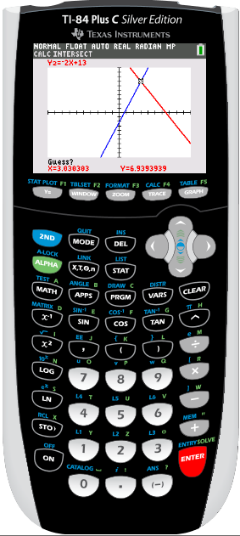 TI-84 Plus C Silver Edition
TEXAS INSTRUMENTS
NORMAL FLOAT AUTO REAL RADIAN MP
CALC INTERSECT
Y2=-2X+13
Guess?
X=3.030303 Y=6.9393939
STAT PLOT F1 TBLSET F2 FORMAT F3 CALC F4 TABLE F5
Y= WINDOW ZOOM TRACE GRAPH
QUIT INS
2ND MODE DEL
A-LOCK LINK LIST
ALPHA X,T,Θ,n STAT
TEST A ANGLE B DRAW C DISTR
MATH APPS PRGM VARS CLEAR
MATRIX D SIN⁻¹ E COS⁻¹ F TAN⁻¹ G π H
x⁻¹ SIN COS TAN ^
x² , ( ) ÷
LOG 7 8 9 ×
L4 T L5 U L6 V
LN 4 5 6 −
RCL X L1 Y L2 Z L3 θ MEM "
STO› 1 2 3 +
OFF CATALOG ANS ? ENTRY SOLVE
ON 0 . (−) ENTER